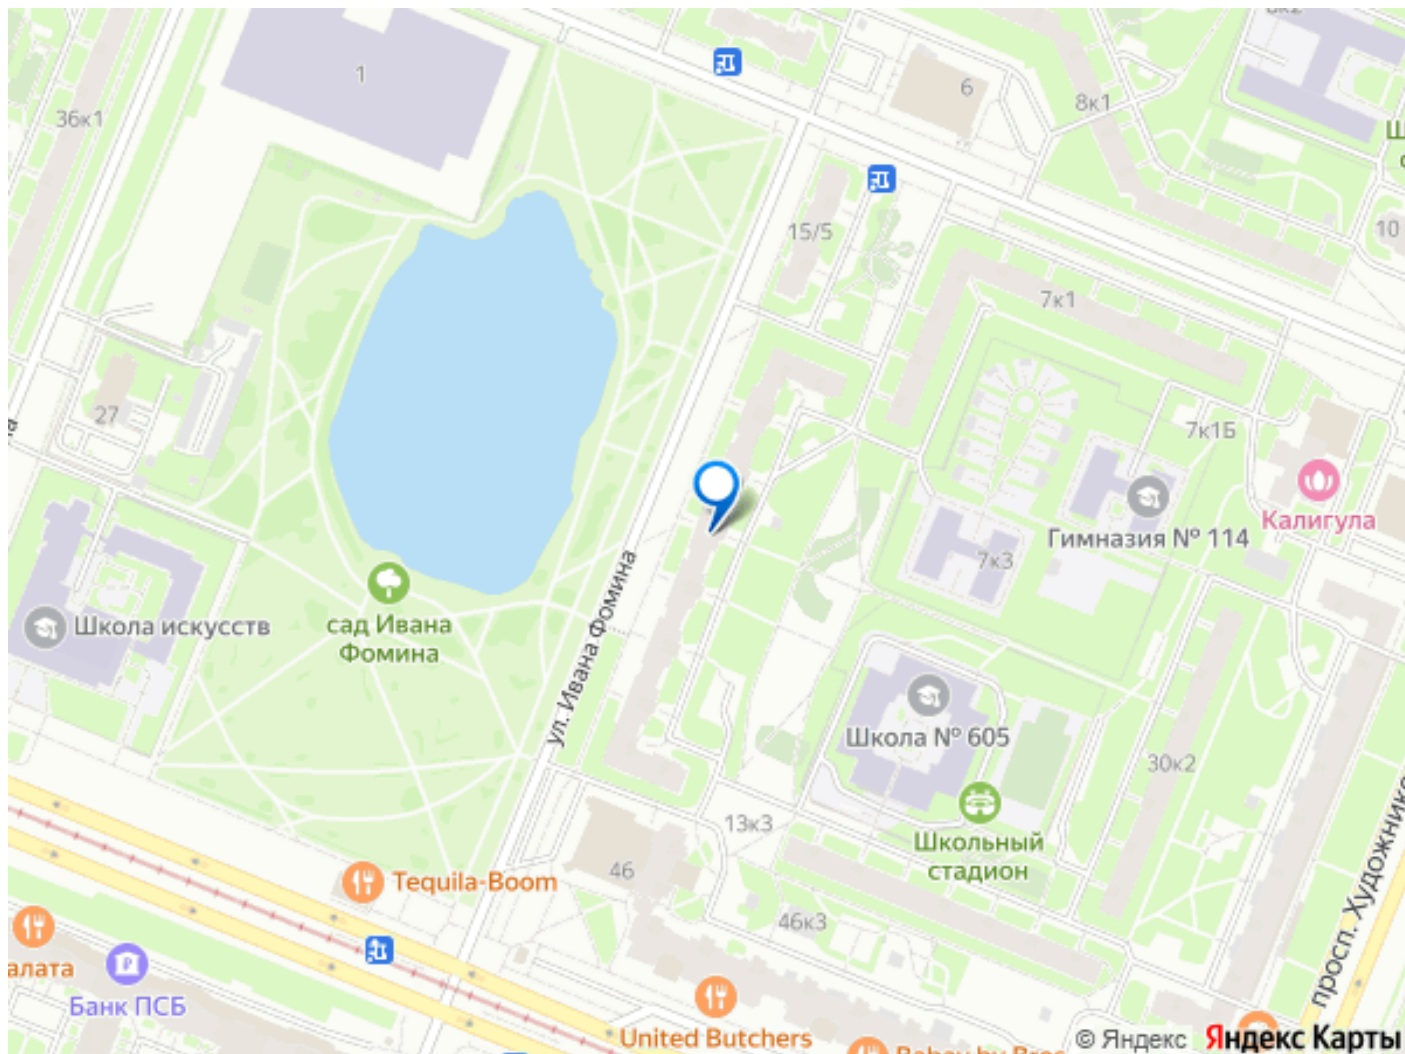 8к2
1
6
36к1
8к1
15/5
10
7к1
27
7к1Б
Калигула
Гимназия № 114
7к3
Школа искусств
сад Ивана
Фомина
ул. Ивана Фомина
Школа № 605
30к2
13к3
Школьный
стадион
просп. Художнико
Tequila-Boom
46
46к3
алата
Банк ПСБ
United Butchers
© Яндекс Яндекс Карты